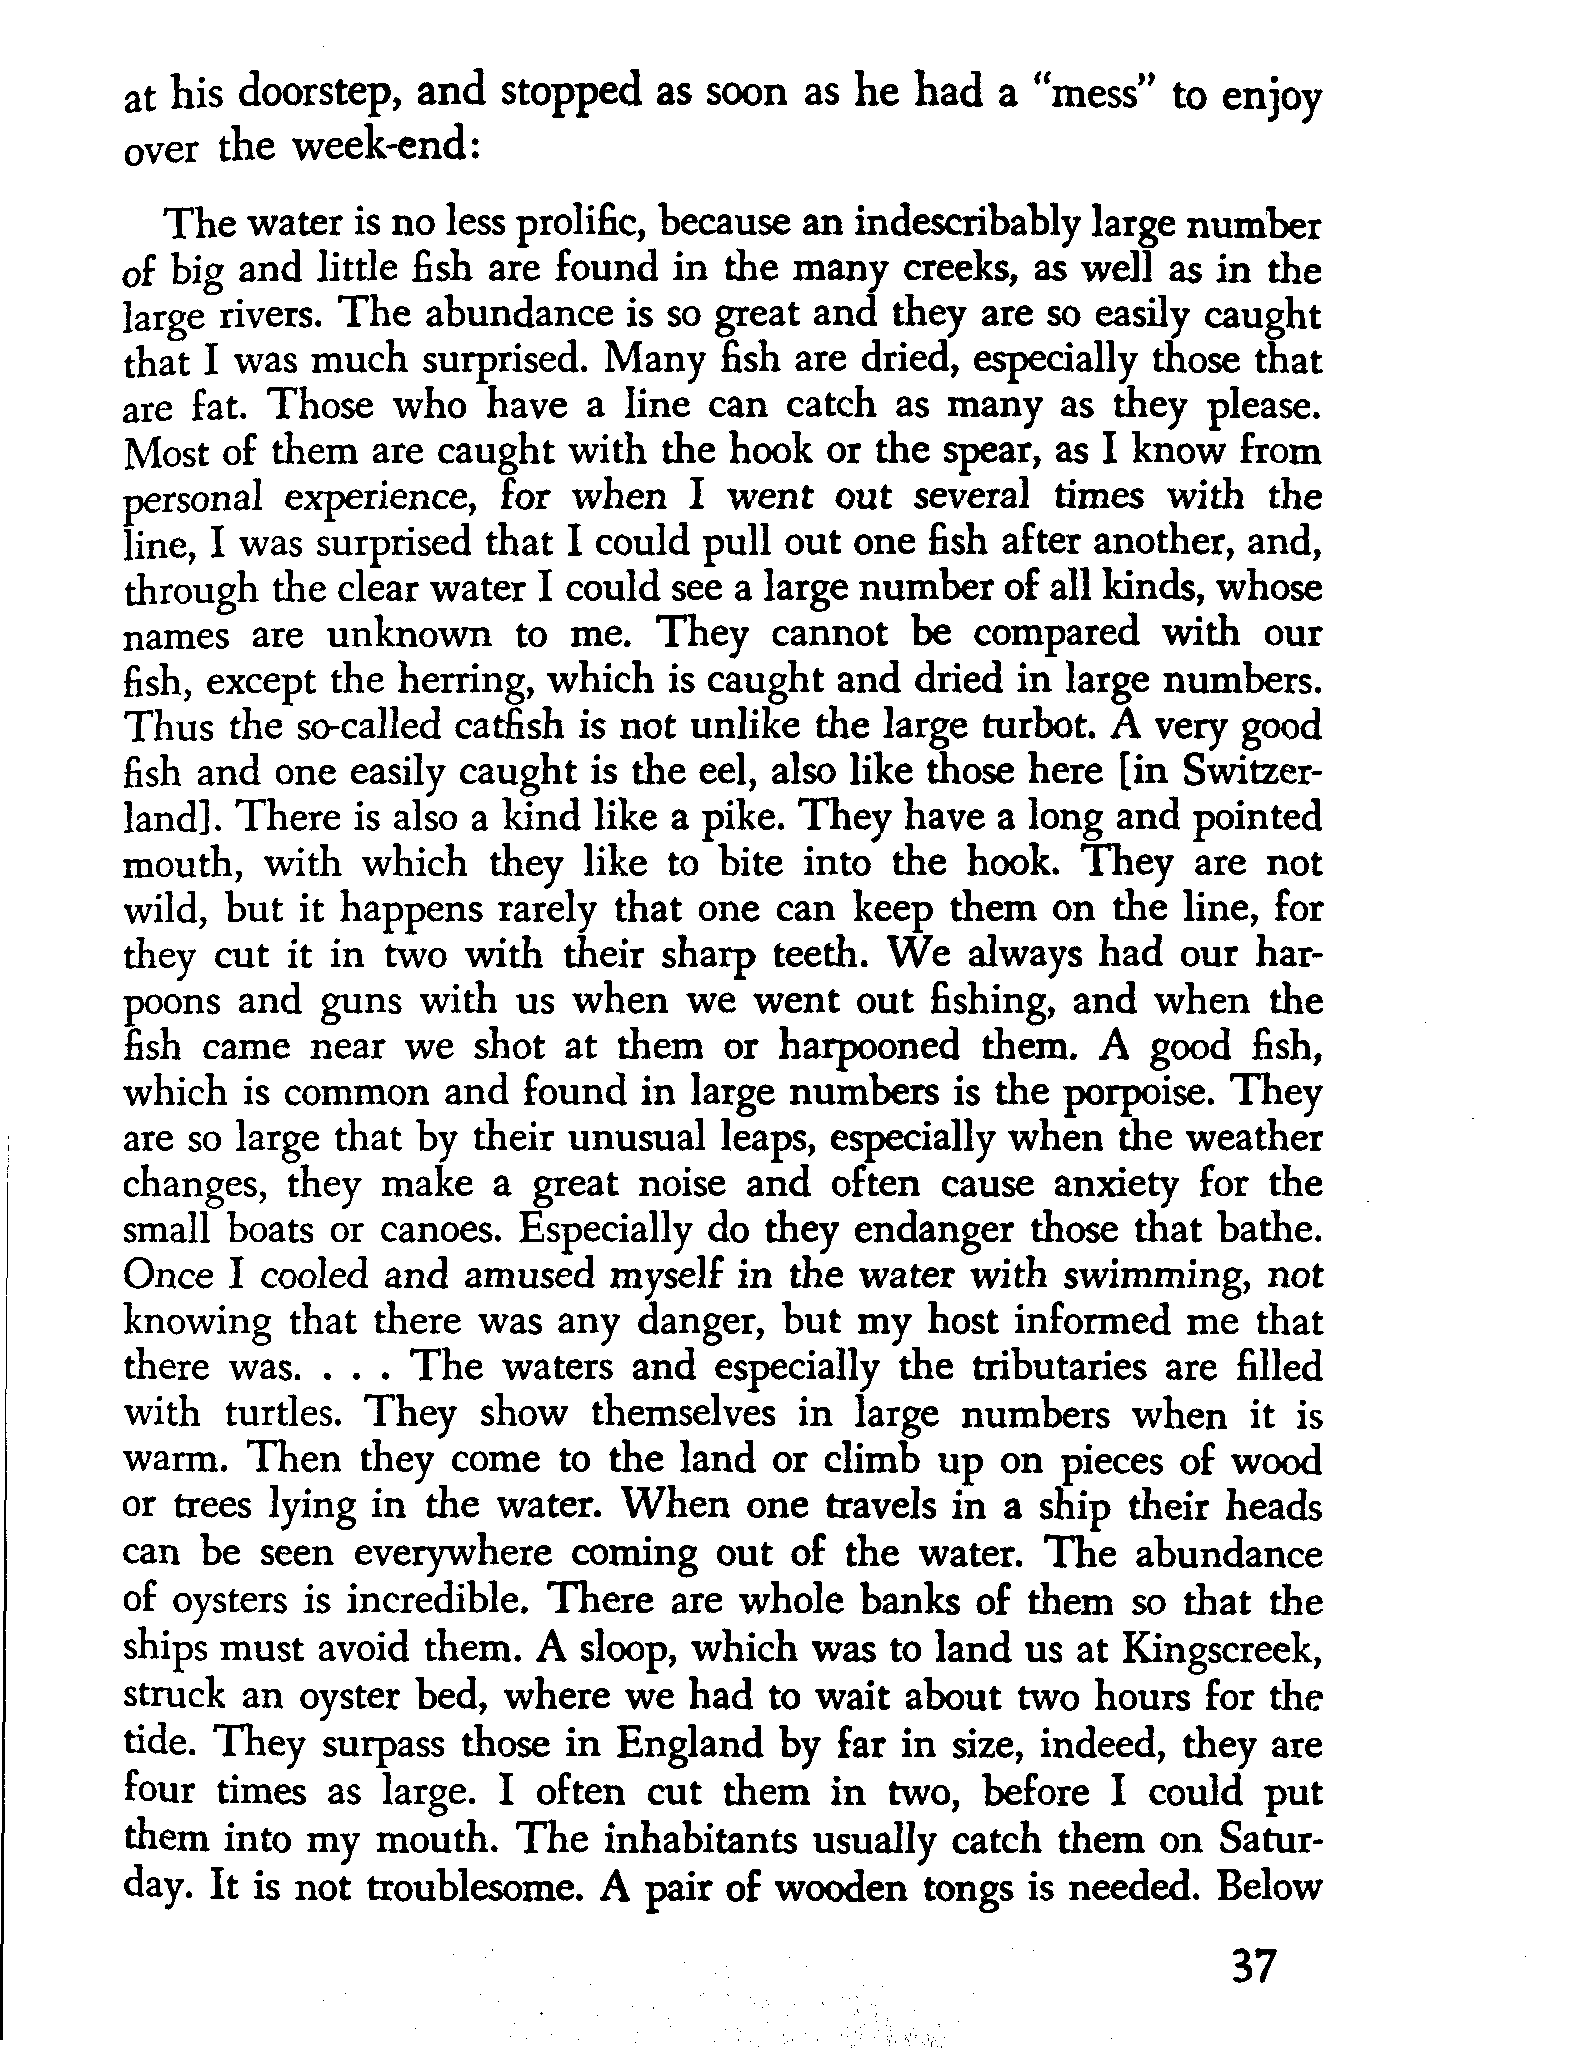 at his doorstep, and stopped as soon as he had a “mess” to enjoy
over the week-end:
The water is no less prolific, because an indescribably large number
of big and little fish are found in the many creeks, as well as in the
large rivers. The abundance is so great and they are so easily caught
that I was much surprised. Many fish are dried, especially those that
are fat. Those who have a line can catch as many as they please.
Most of them are caught with the hook or the spear, as I know from
personal experience, for when I went out several times with the
line, I was surprised that I could pull out one fish after another, and,
through the clear water I could see a large number of all kinds, whose
names are unknown to me. They cannot be compared with our
fish, except the herring, which is caught and dried in large numbers.
Thus the so-called catfish is not unlike the large turbot. A very good
fish and one easily caught is the eel, also like those here [in Switzer-
land]. There is also a kind like a pike. They have a long and pointed
mouth, with which they like to bite into the hook. They are not
wild, but it happens rarely that one can keep them on the line, for
they cut it in two with their sharp teeth. We always had our har-
poons and guns with us when we went out fishing, and when the
fish came near we shot at them or harpooned them. A good fish,
which is common and found in large numbers is the porpoise. They
are so large that by their unusual leaps, especially when the weather
changes, they make a great noise and often cause anxiety for the
small boats or canoes. Especially do they endanger those that bathe.
Once I cooled and amused myself in the water with swimming, not
knowing that there was any danger, but my host informed me that
there was. . . . The waters and especially the tributaries are filled
with turtles. They show themselves in large numbers when it is
warm. Then they come to the land or climb up on pieces of wood
or trees lying in the water. When one travels in a ship their heads
can be seen everywhere coming out of the water. The abundance
of oysters is incredible. There are whole banks of them so that the
ships must avoid them. A sloop, which was to land us at Kingscreek,
struck an oyster bed, where we had to wait about two hours for the
tide. They surpass those in England by far in size, indeed, they are
four times as large. I often cut them in two, before I could put
them into my mouth. The inhabitants usually catch them on Satur-
day. It is not troublesome. A pair of wooden tongs is needed. Below
37